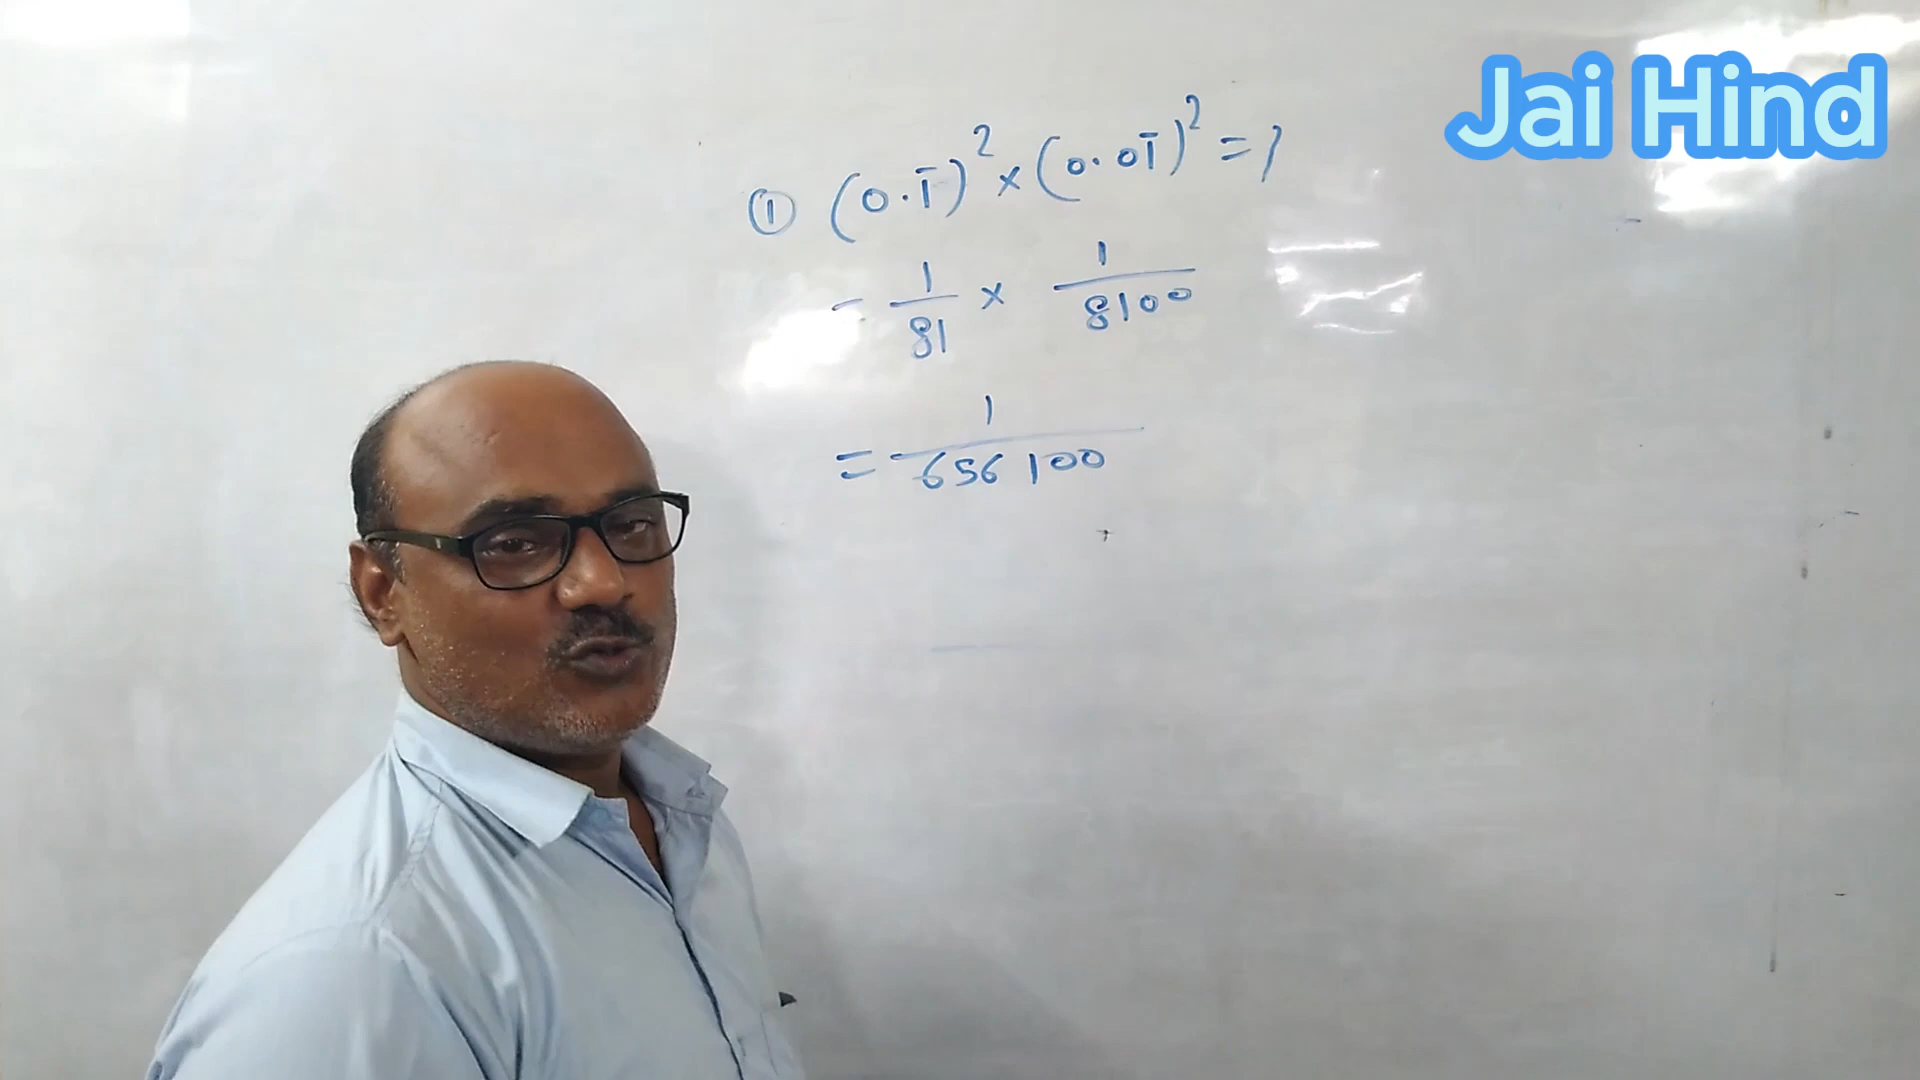 Jai Hind
① (0.1̄)² × (0.01̄)² = ?
= 1/81 × 1/8100
= 1/656100